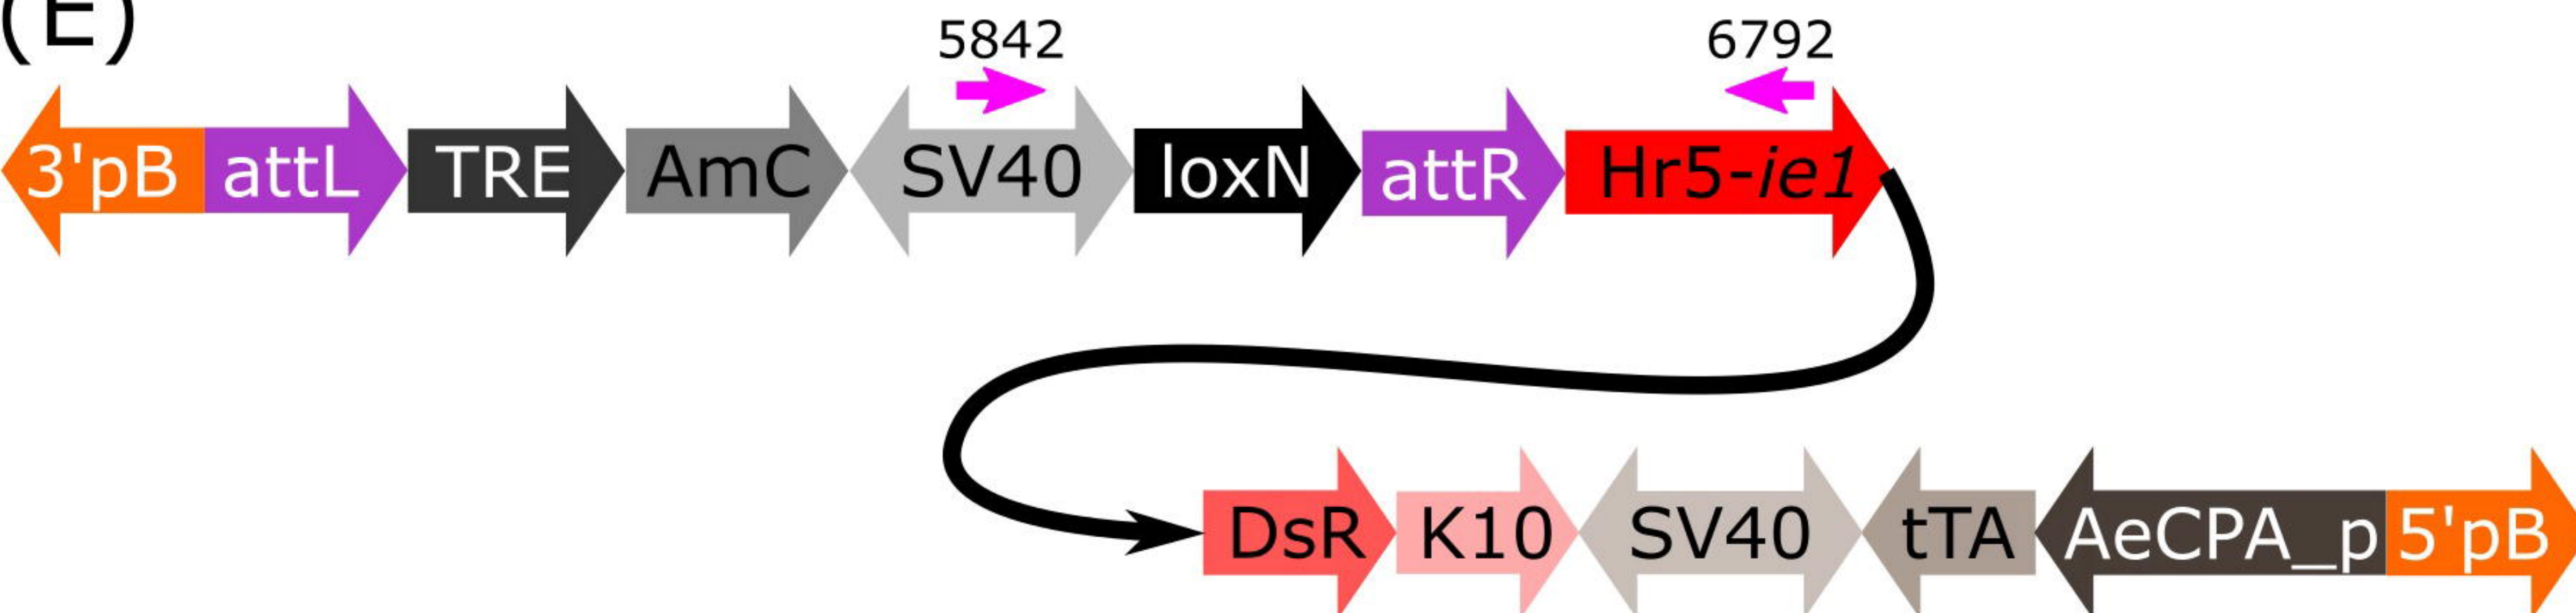 (E)
5842 6792
3'pB attL TRE AmC SV40 loxN attR Hr5-ie1
DsR K10 SV40 tTA AeCPA_p 5'pB